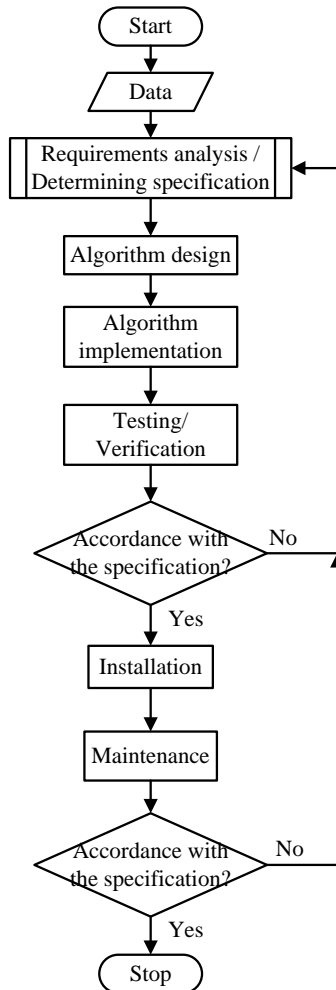 Start
Data
Requirements analysis /
Determining specification
Algorithm design
Algorithm
implementation
Testing/
Verification
Accordance with
the specification?
No
Yes
Installation
Maintenance
Accordance with
the specification?
No
Yes
Stop